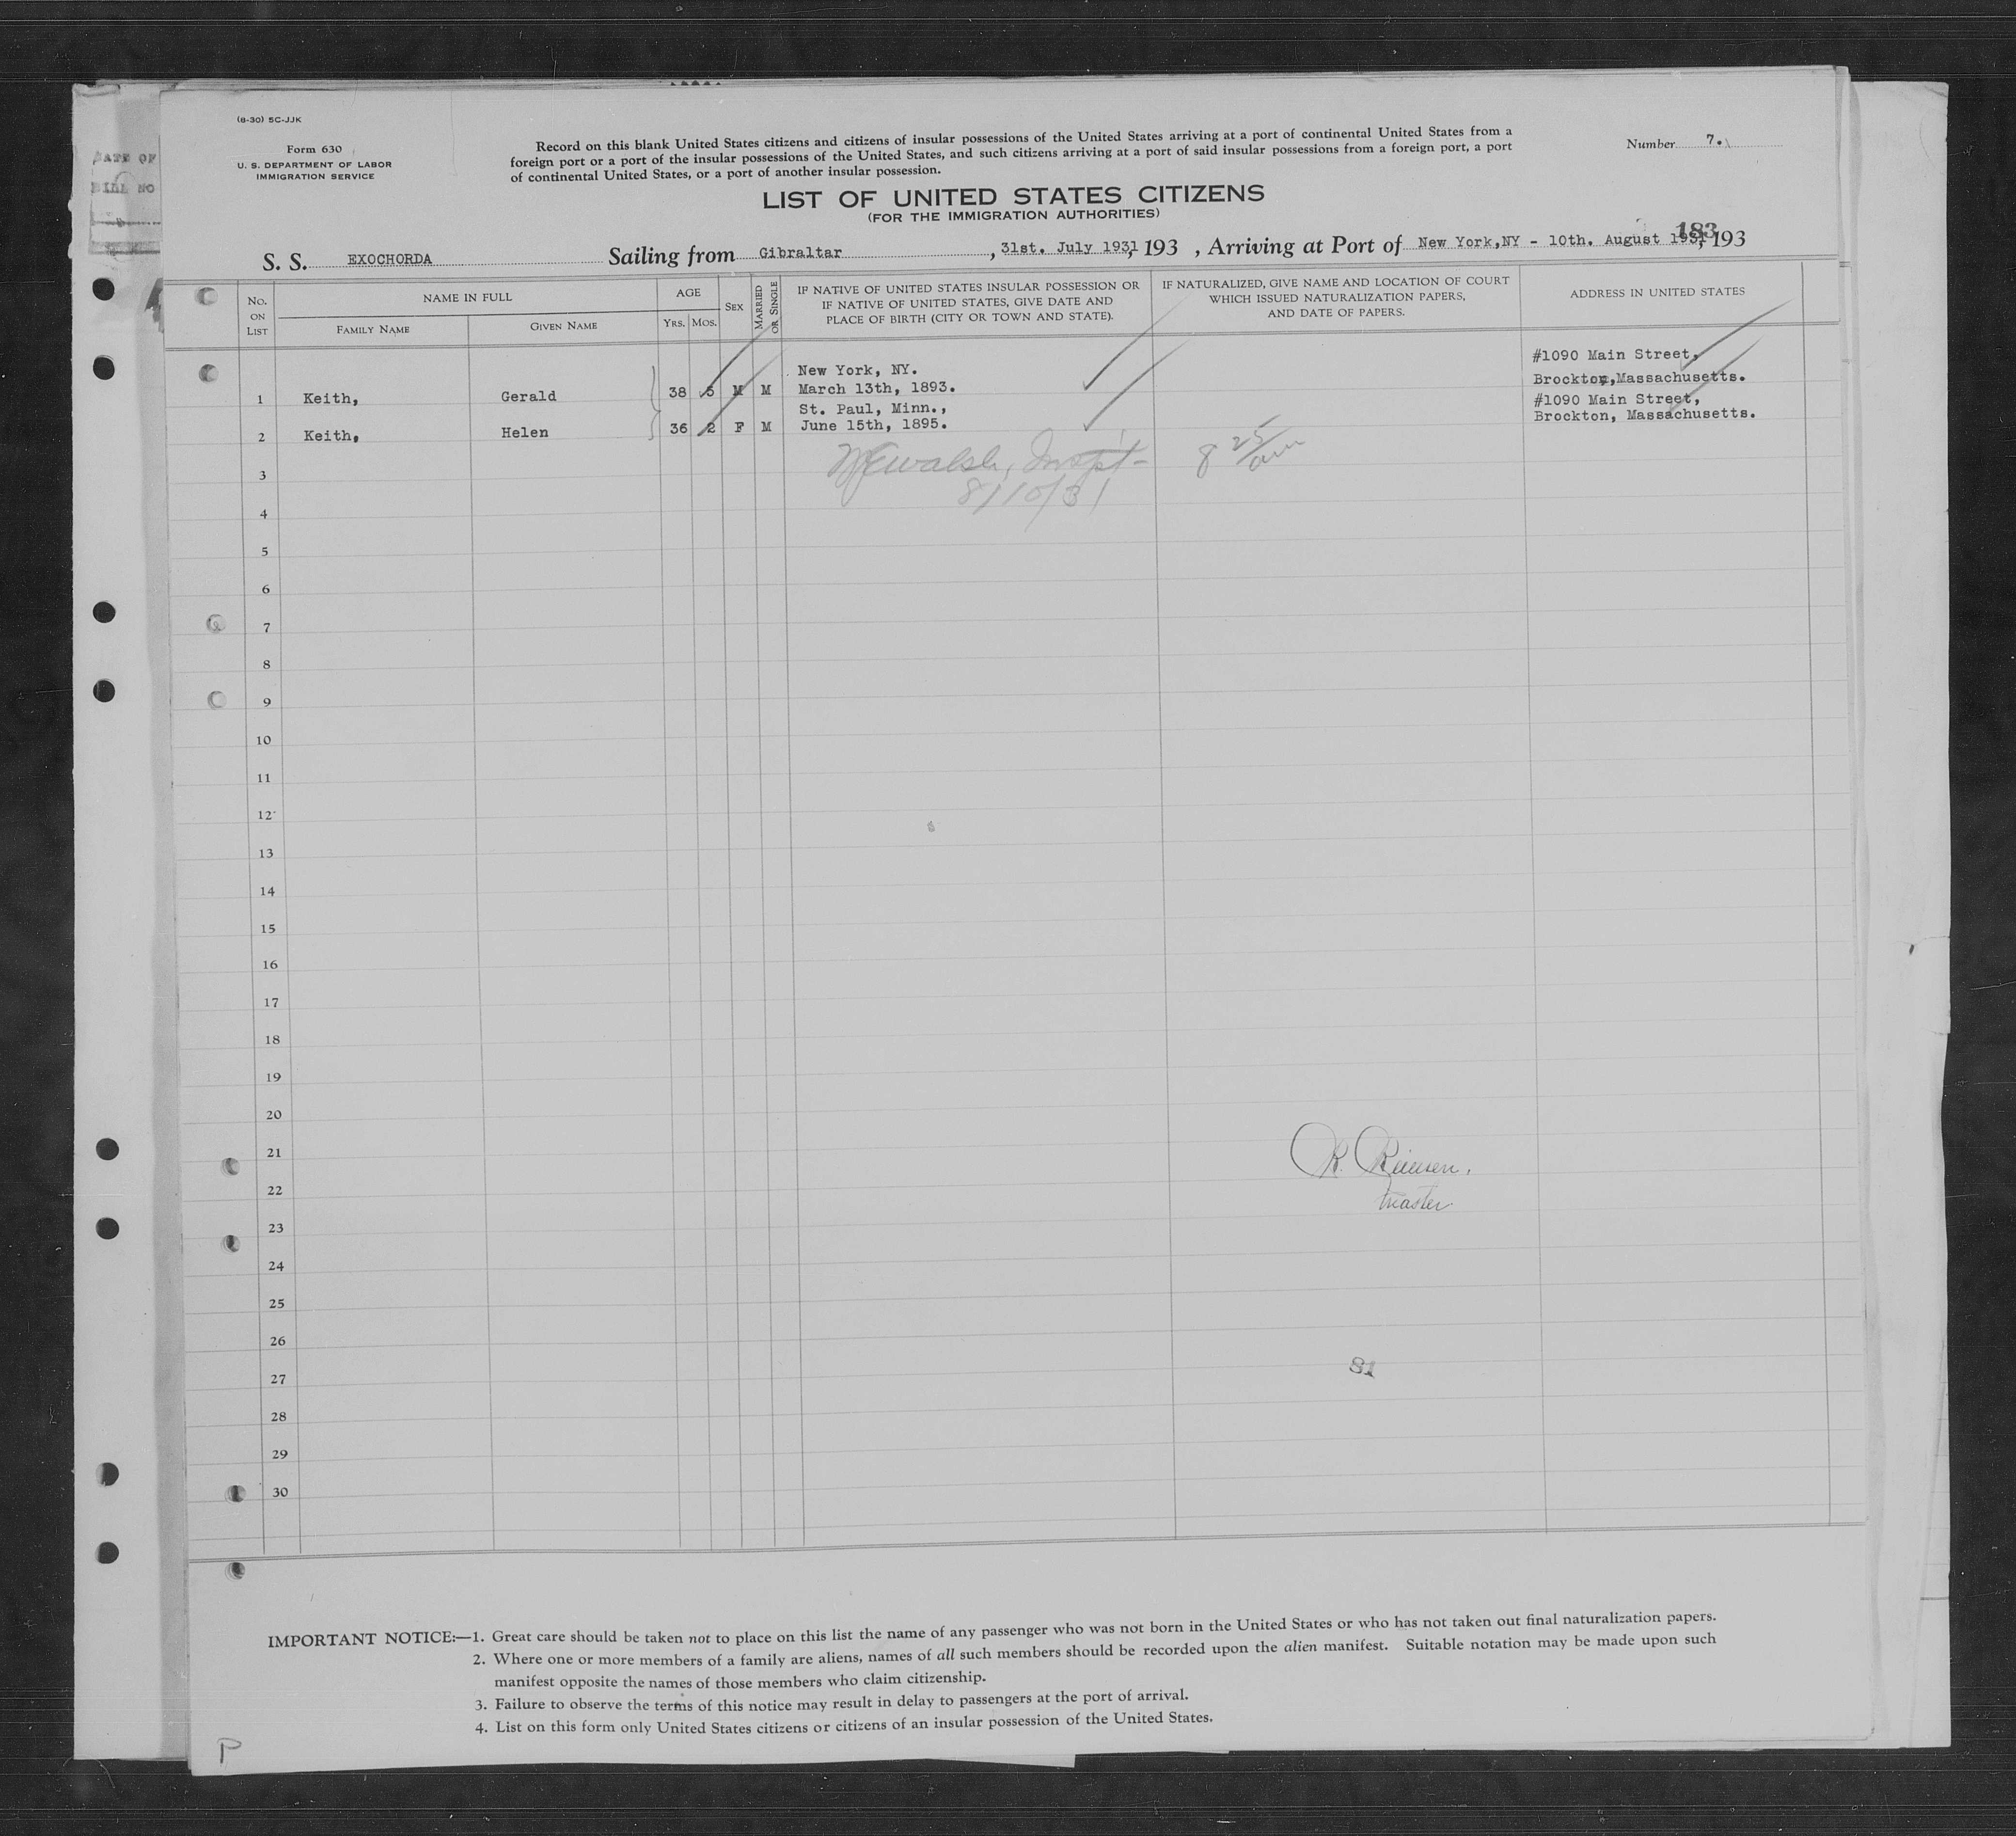 (8-30) 5C-JJK
Form 630
U. S. DEPARTMENT OF LABOR
IMMIGRATION SERVICE
DATE OF
BILL NO
Record on this blank United States citizens and citizens of insular possessions of the United States arriving at a port of continental United States from a
foreign port or a port of the insular possessions of the United States, and such citizens arriving at a port of said insular possessions from a foreign port, a port
of continental United States, or a port of another insular possession.
Number 7.
LIST OF UNITED STATES CITIZENS
(FOR THE IMMIGRATION AUTHORITIES)
183
S. S. EXOCHORDA Sailing from Gibraltar, 31st. July 1931, 193 , Arriving at Port of New York,NY - 10th. August 1931, 193
No. ON LIST
NAME IN FULL
FAMILY NAME
GIVEN NAME
AGE
YRS. MOS.
SEX
MARRIED OR SINGLE
IF NATIVE OF UNITED STATES INSULAR POSSESSION OR
IF NATIVE OF UNITED STATES, GIVE DATE AND
PLACE OF BIRTH (CITY OR TOWN AND STATE).
IF NATURALIZED, GIVE NAME AND LOCATION OF COURT
WHICH ISSUED NATURALIZATION PAPERS,
AND DATE OF PAPERS.
ADDRESS IN UNITED STATES
New York, NY. #1090 Main Street,
1 Keith, Gerald 38 5 M M March 13th, 1893. Brockton,Massachusetts.
St. Paul, Minn., #1090 Main Street,
2 Keith, Helen 36 2 F M June 15th, 1895. Brockton, Massachusetts.
Walsh, Inspt- 8 25/am
3
8/10/31
4
5
6
7
8
9
10
11
12
13
14
15
16
17
18
19
20
21
R.
22
master
23
24
25
26
27
81
28
29
30
IMPORTANT NOTICE:—1. Great care should be taken not to place on this list the name of any passenger who was not born in the United States or who has not taken out final naturalization papers.
2. Where one or more members of a family are aliens, names of all such members should be recorded upon the alien manifest. Suitable notation may be made upon such
manifest opposite the names of those members who claim citizenship.
3. Failure to observe the terms of this notice may result in delay to passengers at the port of arrival.
4. List on this form only United States citizens or citizens of an insular possession of the United States.
P